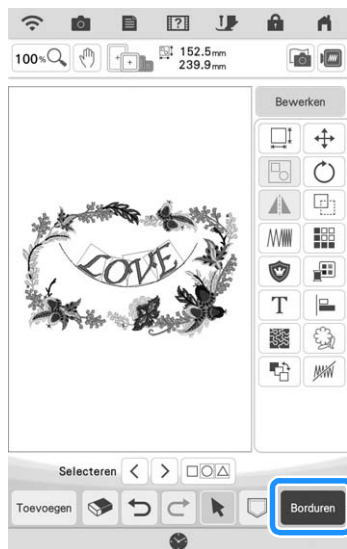 100% 152.5mm
239.9mm
Bewerken
LOVE
T
Selecteren
Toevoegen Borduren